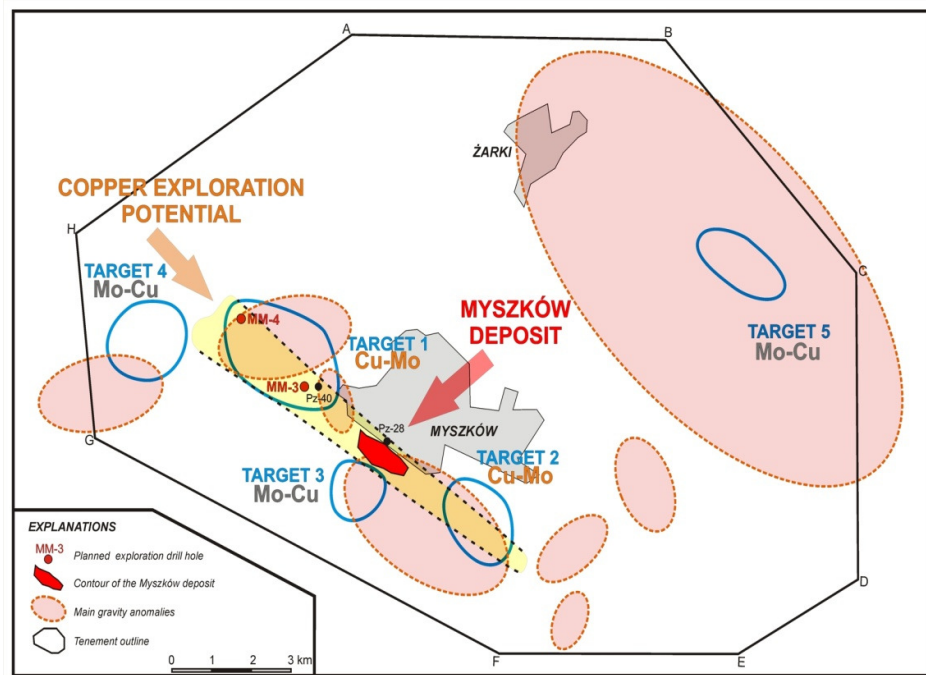 A
B
ŻARKI
COPPER EXPLORATION
POTENTIAL
H
TARGET 4
Mo-Cu
C
MM-4
MYSZKÓW
DEPOSIT
TARGET 1
Cu-Mo
TARGET 5
Mo-Cu
MM-3
Pz-40
Pz-28
MYSZKÓW
G
TARGET 3
Mo-Cu
TARGET 2
Cu-Mo
EXPLANATIONS
MM-3
Planned exploration drill hole
Contour of the Myszków deposit
Main gravity anomalies
Tenement outline
0 1 2 3 km
D
F
E